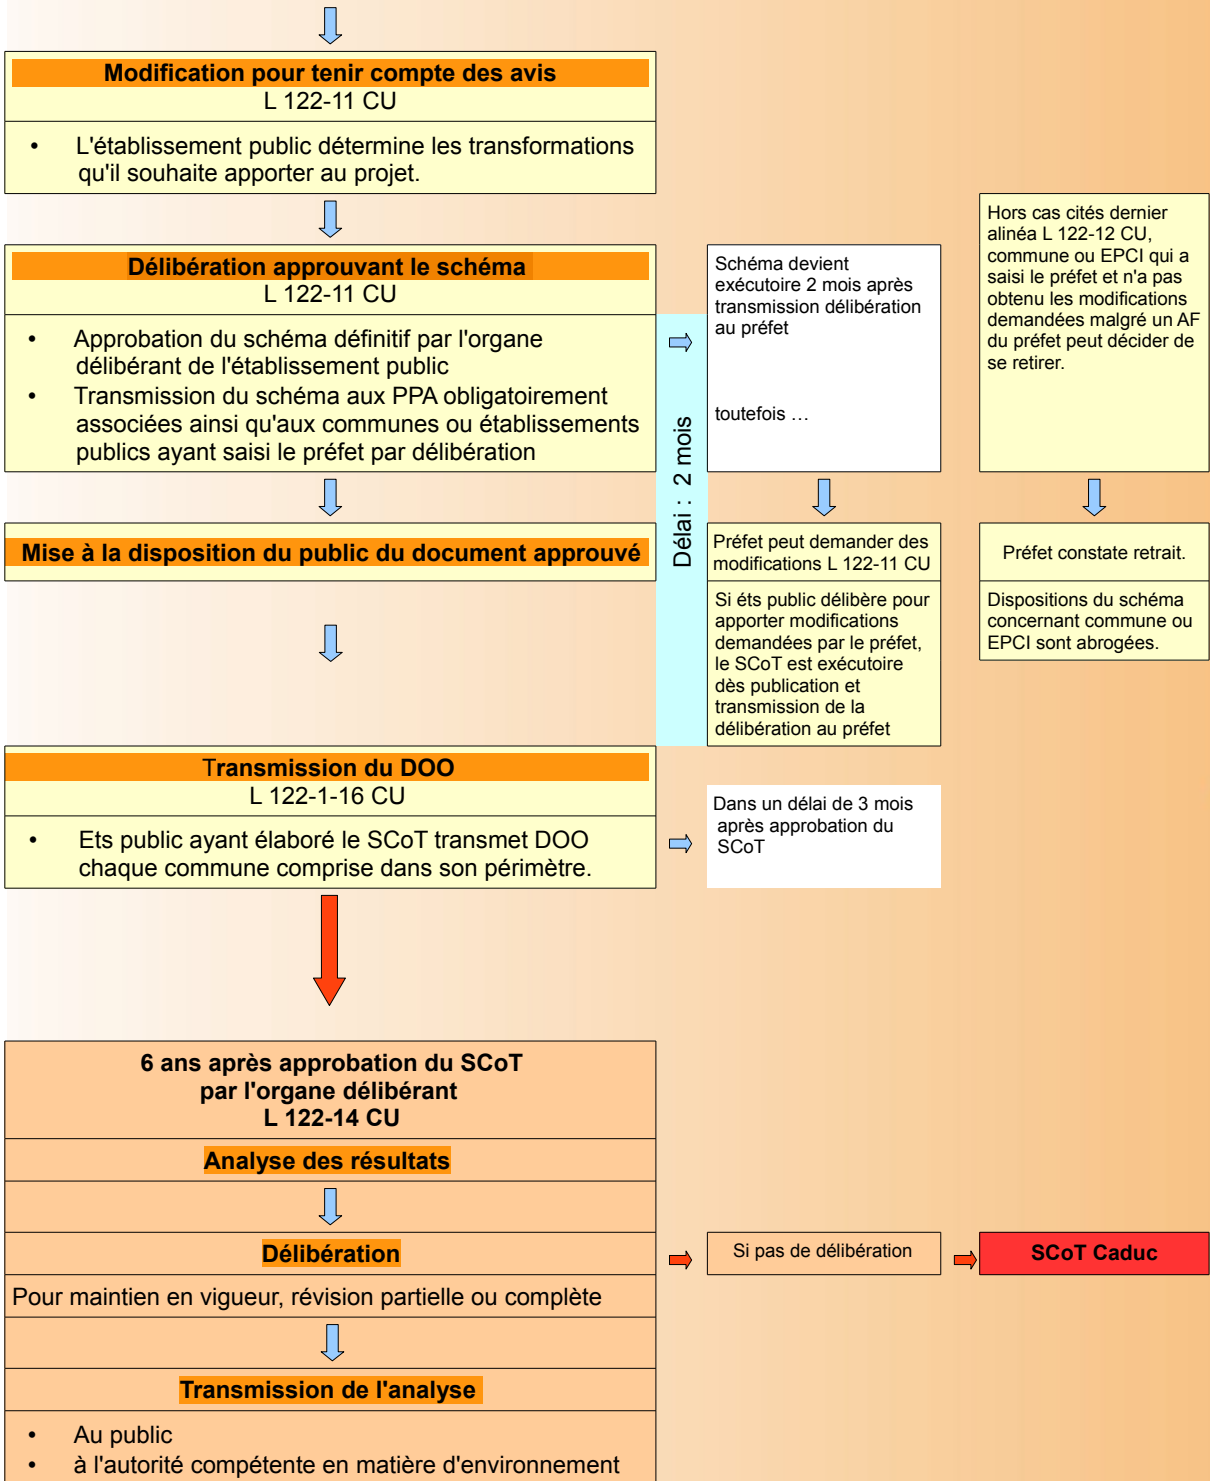 Modification pour tenir compte des avis
L 122-11 CU
• L'établissement public détermine les transformations
qu'il souhaite apporter au projet.
Délibération approuvant le schéma
L 122-11 CU
• Approbation du schéma définitif par l'organe
délibérant de l'établissement public
• Transmission du schéma aux PPA obligatoirement
associées ainsi qu'aux communes ou établissements
publics ayant saisi le préfet par délibération
Délai : 2 mois
Schéma devient
exécutoire 2 mois après
transmission délibération
au préfet
toutefois ...
Hors cas cités dernier
alinéa L 122-12 CU,
commune ou EPCI qui a
saisi le préfet et n'a pas
obtenu les modifications
demandées malgré un AF
du préfet peut décider de
se retirer.
Mise à la disposition du public du document approuvé
Préfet peut demander des
modifications L 122-11 CU
Si éts public délibère pour
apporter modifications
demandées par le préfet,
le SCoT est exécutoire
dès publication et
transmission de la
délibération au préfet
Préfet constate retrait.
Dispositions du schéma
concernant commune ou
EPCI sont abrogées.
Transmission du DOO
L 122-1-16 CU
• Ets public ayant élaboré le SCoT transmet DOO
chaque commune comprise dans son périmètre.
Dans un délai de 3 mois
après approbation du
SCoT
6 ans après approbation du SCoT
par l'organe délibérant
L 122-14 CU
Analyse des résultats
Délibération
Si pas de délibération
SCoT Caduc
Pour maintien en vigueur, révision partielle ou complète
Transmission de l'analyse
• Au public
• à l'autorité compétente en matière d'environnement